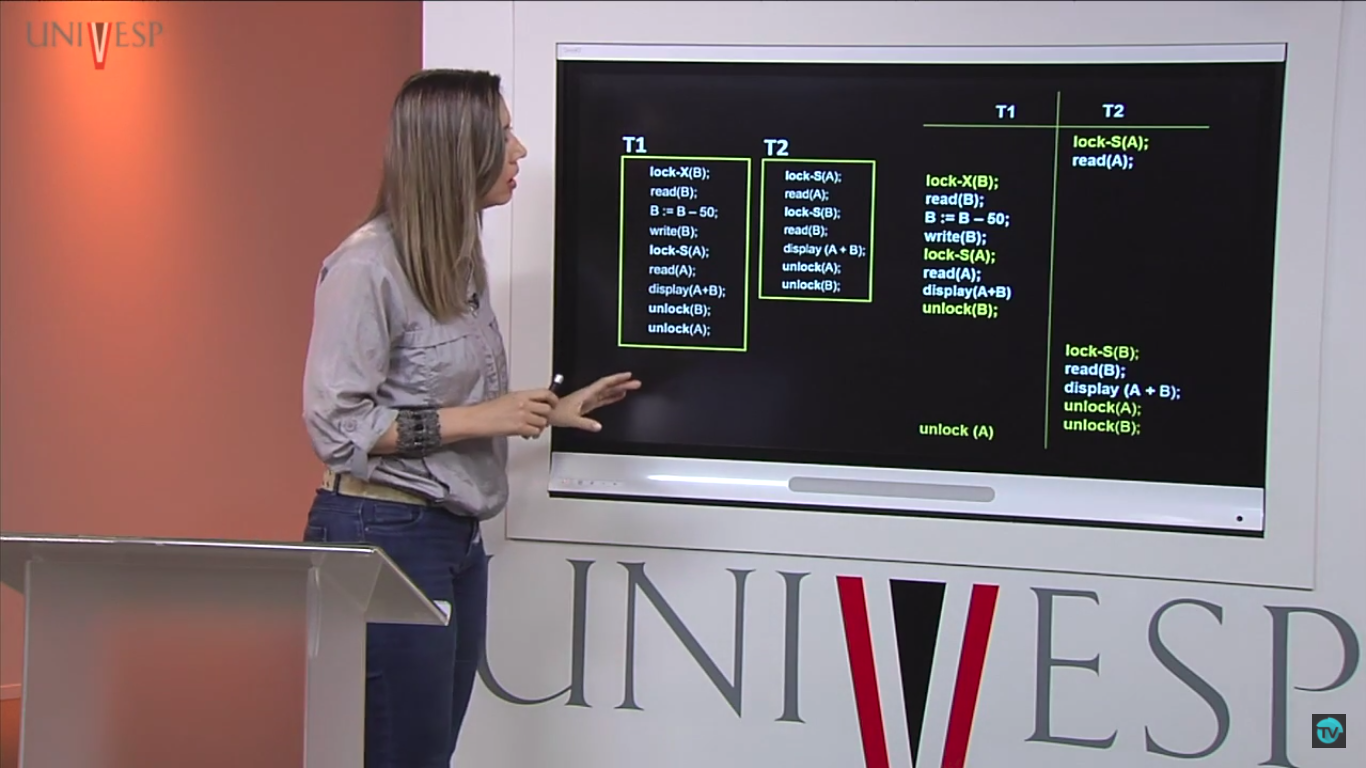 UNIVESP
T1
lock-X(B);
read(B);
B := B – 50;
write(B);
lock-S(A);
read(A);
display(A+B);
unlock(B);
unlock(A);
T2
lock-S(A);
read(A);
lock-S(B);
read(B);
display (A + B);
unlock(A);
unlock(B);
T1 T2
lock-S(A);
read(A);
lock-X(B);
read(B);
B := B – 50;
write(B);
lock-S(A);
read(A);
display(A+B)
unlock(B);
lock-S(B);
read(B);
display (A + B);
unlock(A);
unlock(B);
unlock (A)
UNIVESP
TV